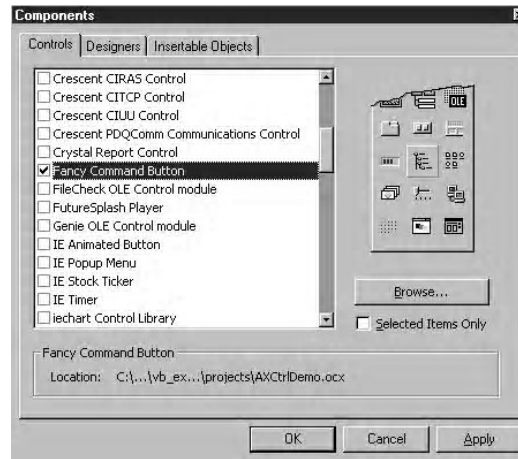 Components
Controls
Designers
Insertable Objects
Crescent CIRAS Control
Crescent CITCP Control
Crescent CIUU Control
Crescent PDQComm Communications Control
Crystal Report Control
Fancy Command Button
FileCheck OLE Control module
FutureSplash Player
Genie OLE Control module
IE Animated Button
IE Popup Menu
IE Stock Ticker
IE Timer
iechart Control Library
OLE
Browse...
Selected Items Only
Fancy Command Button
Location: C:\...\vb_ex...\projects\AXCtrlDemo.ocx
OK
Cancel
Apply